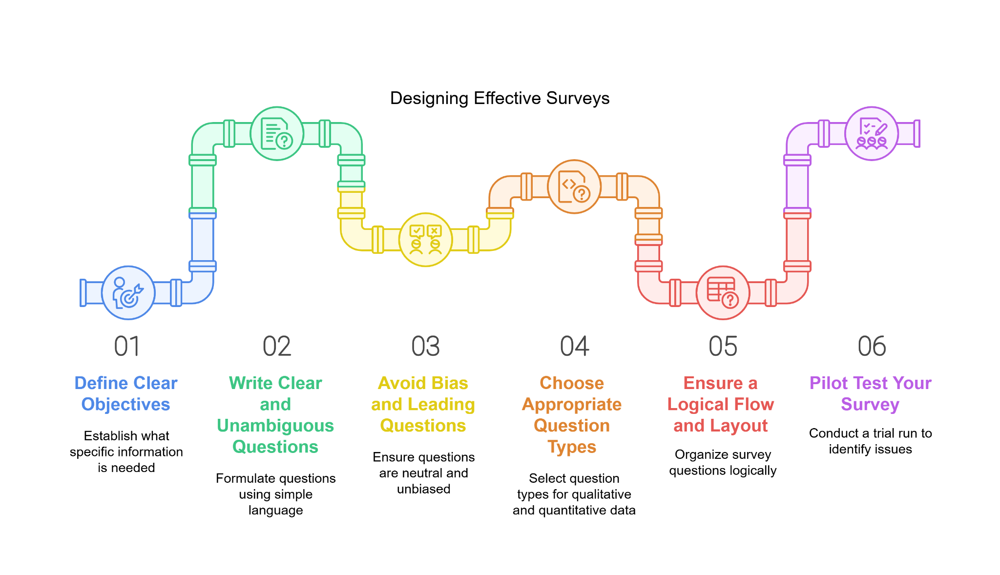 Designing Effective Surveys
01
Define Clear
Objectives
Establish what
specific information
is needed
02
Write Clear
and
Unambiguous
Questions
Formulate questions
using simple
language
03
Avoid Bias
and Leading
Questions
Ensure questions
are neutral and
unbiased
04
Choose
Appropriate
Question
Types
Select question
types for qualitative
and quantitative data
05
Ensure a
Logical Flow
and Layout
Organize survey
questions logically
06
Pilot Test Your
Survey
Conduct a trial run to
identify issues